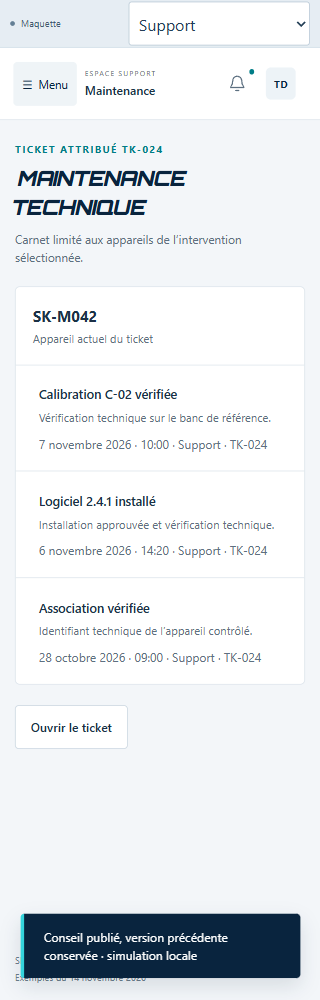 Maquette
Support
☰ Menu
ESPACE SUPPORT
Maintenance
TD
TICKET ATTRIBUÉ TK-024
MAINTENANCE
TECHNIQUE
Carnet limité aux appareils de l'intervention
sélectionnée.
SK-M042
Appareil actuel du ticket
Calibration C-02 vérifiée
Vérification technique sur le banc de référence.
7 novembre 2026 · 10:00 · Support · TK-024
Logiciel 2.4.1 installé
Installation approuvée et vérification technique.
6 novembre 2026 · 14:20 · Support · TK-024
Association vérifiée
Identifiant technique de l'appareil contrôlé.
28 octobre 2026 · 09:00 · Support · TK-024
Ouvrir le ticket
Conseil publié, version précédente
conservée · simulation locale
Exemples du 14 novembre 2026